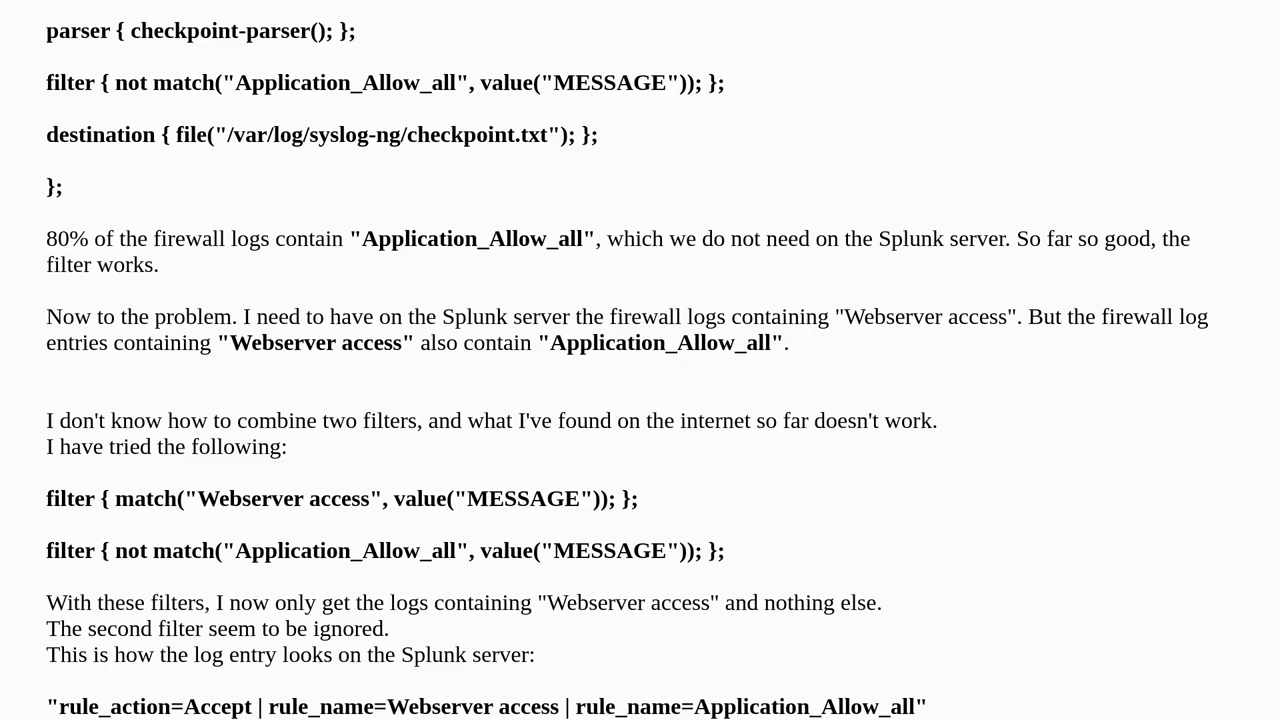 parser { checkpoint-parser(); };
filter { not match("Application_Allow_all", value("MESSAGE")); };
destination { file("/var/log/syslog-ng/checkpoint.txt"); };
};
80% of the firewall logs contain "Application_Allow_all", which we do not need on the Splunk server. So far so good, the
filter works.
Now to the problem. I need to have on the Splunk server the firewall logs containing "Webserver access". But the firewall log
entries containing "Webserver access" also contain "Application_Allow_all".
I don't know how to combine two filters, and what I've found on the internet so far doesn't work.
I have tried the following:
filter { match("Webserver access", value("MESSAGE")); };
filter { not match("Application_Allow_all", value("MESSAGE")); };
With these filters, I now only get the logs containing "Webserver access" and nothing else.
The second filter seem to be ignored.
This is how the log entry looks on the Splunk server:
"rule_action=Accept | rule_name=Webserver access | rule_name=Application_Allow_all"